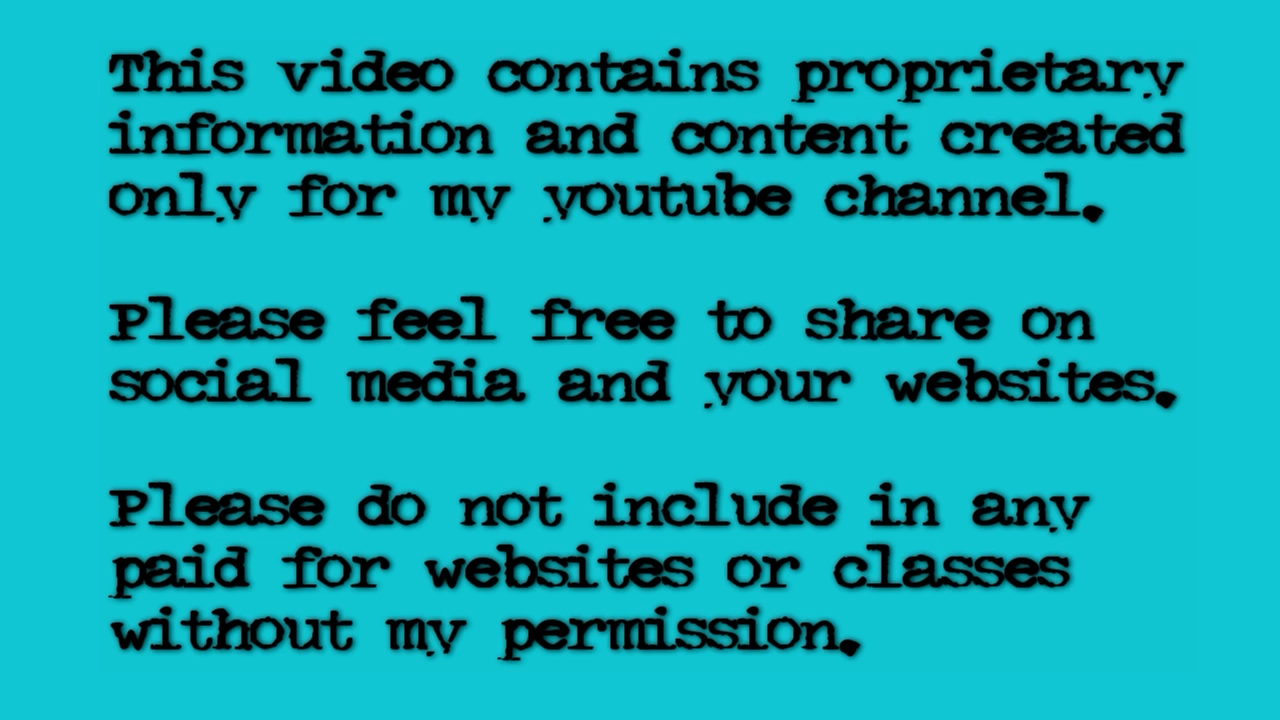 This video contains proprietary
information and content created
only for my youtube channel.
Please feel free to share on
social media and your websites.
Please do not include in any
paid for websites or classes
without my permission.